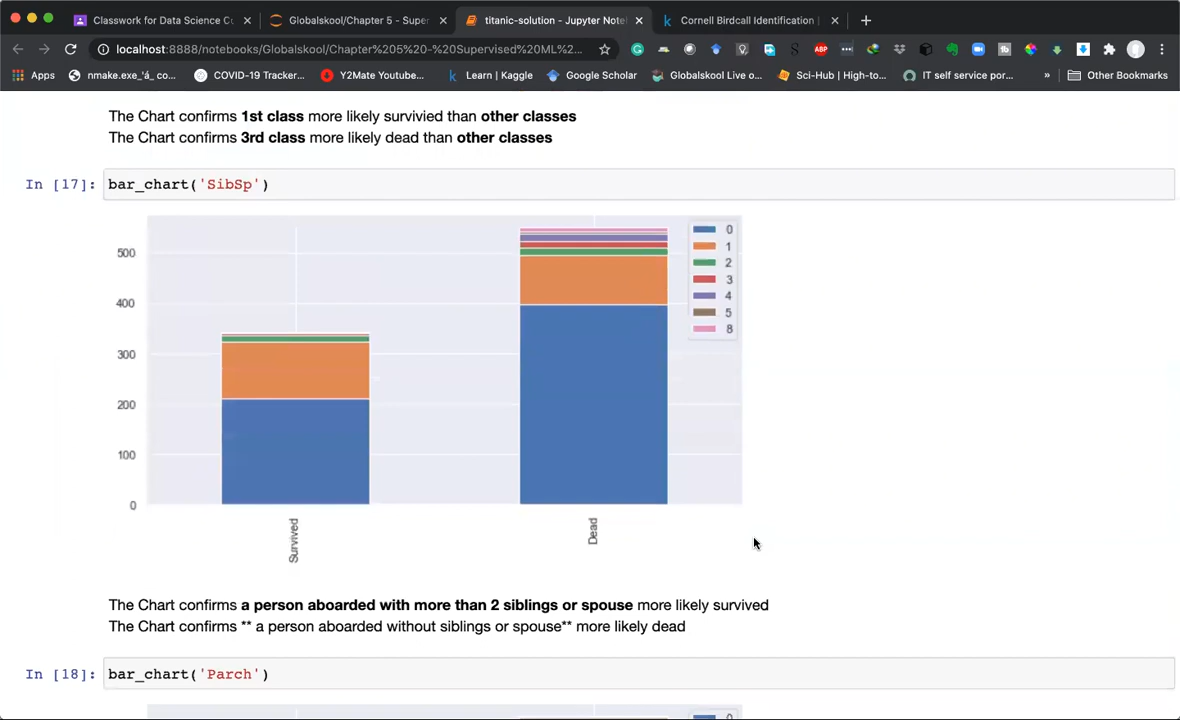 Classwork for Data Science Cu
Globalskool/Chapter 5 - Super
titanic-solution - Jupyter Note
Cornell Birdcall Identification
localhost:8888/notebooks/Globalskool/Chapter%205%20-%20Supervised%20ML%2...
Apps
nmake.exe_'á_ co...
COVID-19 Tracker...
Y2Mate Youtube...
Learn | Kaggle
Google Scholar
Globalskool Live o...
Sci-Hub | High-to...
IT self service por...
»
Other Bookmarks
The Chart confirms 1st class more likely survivied than other classes
The Chart confirms 3rd class more likely dead than other classes
In [17]: bar_chart('SibSp')
500
400
300
200
100
0
0
1
2
3
4
5
8
Survived
Dead
The Chart confirms a person aboarded with more than 2 siblings or spouse more likely survived
The Chart confirms ** a person aboarded without siblings or spouse** more likely dead
In [18]: bar_chart('Parch')
0